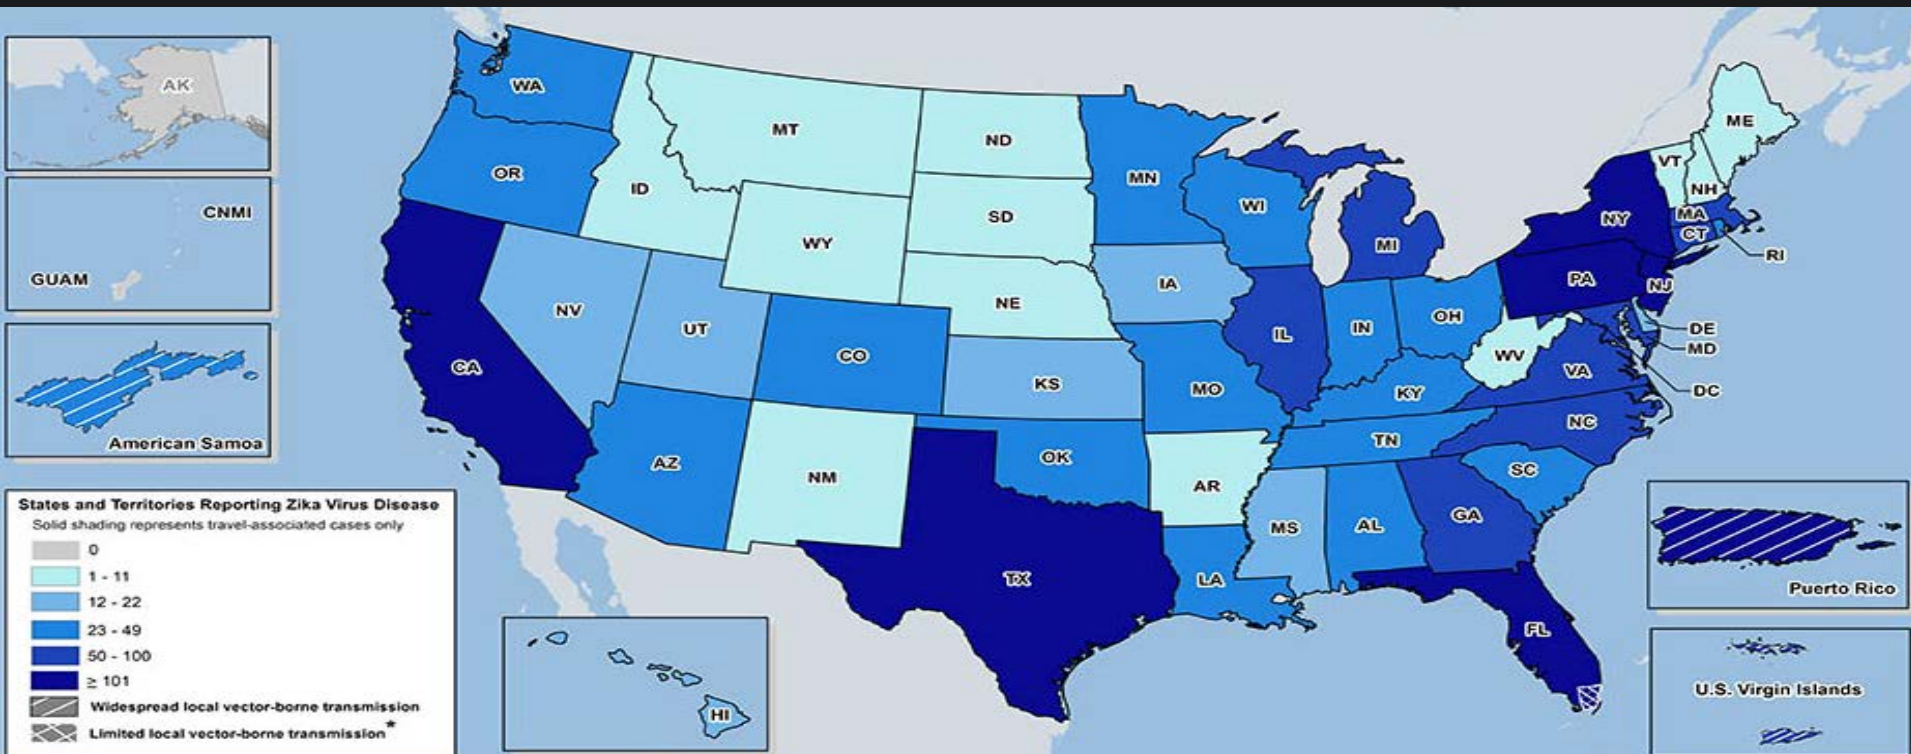 AK
CNMI
GUAM
American Samoa
States and Territories Reporting Zika Virus Disease
Solid shading represents travel-associated cases only
0
1 - 11
12 - 22
23 - 49
50 - 100
≥ 101
Widespread local vector-borne transmission
Limited local vector-borne transmission*
WA
MT
ND
MN
ME
VT
NH
OR
ID
SD
WI
MI
NY
MA
CT
RI
WY
NE
IA
PA
NJ
NV
UT
CO
KS
IL
IN
OH
DE
MD
WV
VA
DC
CA
MO
KY
NC
AZ
NM
OK
AR
TN
SC
MS
AL
GA
TX
LA
FL
HI
Puerto Rico
U.S. Virgin Islands